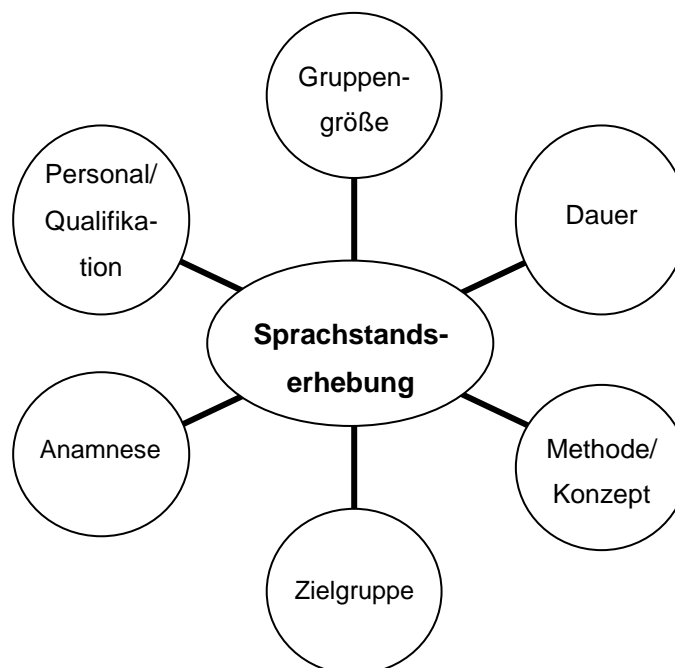 Gruppen-
größe
Personal/
Qualifika-
tion
Dauer
Sprachstands-
erhebung
Anamnese
Methode/
Konzept
Zielgruppe